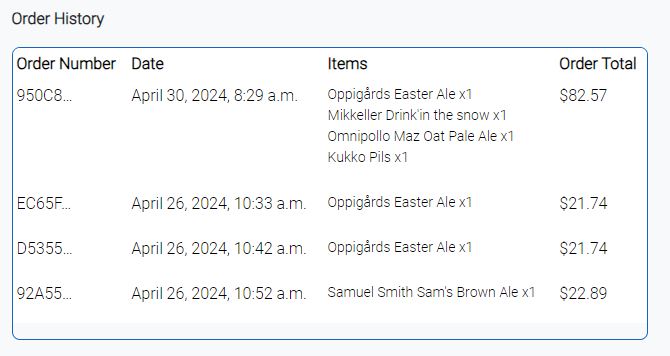 Order History
Order Number Date Items Order Total
950C8... April 30, 2024, 8:29 a.m. Oppigårds Easter Ale x1 $82.57
Mikkeller Drink'in the snow x1
Omnipollo Maz Oat Pale Ale x1
Kukko Pils x1
EC65F... April 26, 2024, 10:33 a.m. Oppigårds Easter Ale x1 $21.74
D5355... April 26, 2024, 10:42 a.m. Oppigårds Easter Ale x1 $21.74
92A55... April 26, 2024, 10:52 a.m. Samuel Smith Sam's Brown Ale x1 $22.89